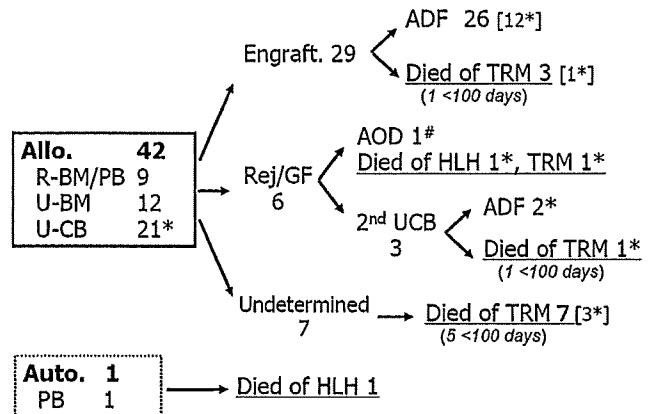 ADF 26 [12*]
Engraft. 29
Died of TRM 3 [1*]
(1 <100 days)
Allo. 42
R-BM/PB 9
U-BM 12
U-CB 21*
AOD 1#
Died of HLH 1*, TRM 1*
Rej/GF
6
2nd UCB
3
ADF 2*
Died of TRM 1*
(1 <100 days)
Undetermined
7
Died of TRM 7 [3*]
(5 <100 days)
Auto. 1
PB 1
Died of HLH 1